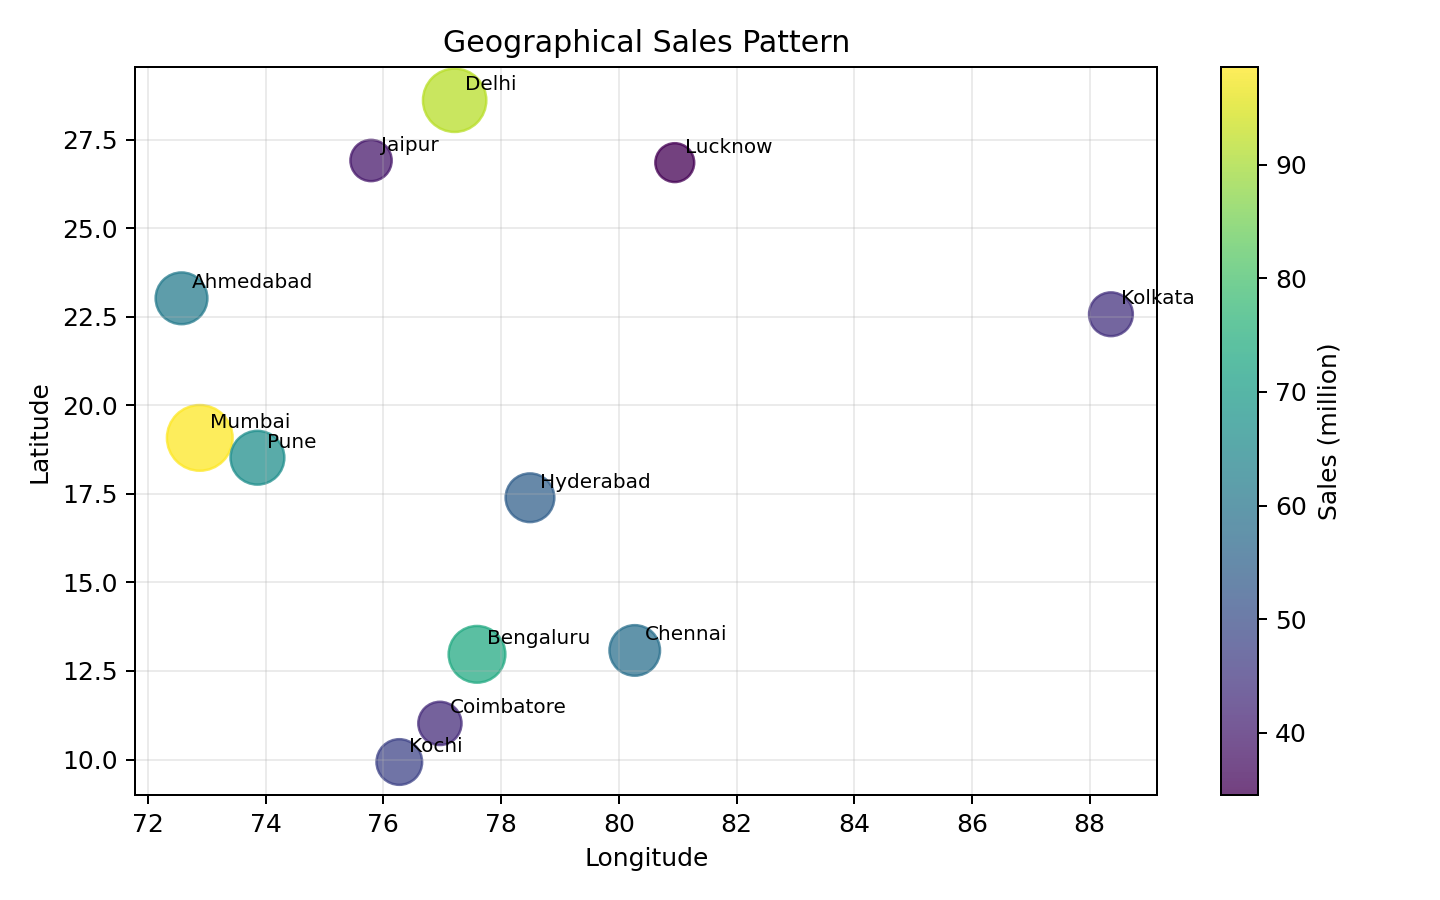 Geographical Sales Pattern
Delhi
Jaipur
Lucknow
Ahmedabad
Kolkata
Mumbai
Pune
Hyderabad
Bengaluru
Chennai
Coimbatore
Kochi
27.5
25.0
22.5
20.0
17.5
15.0
12.5
10.0
Latitude
72 74 76 78 80 82 84 86 88
Longitude
90
80
70
60
50
40
Sales (million)